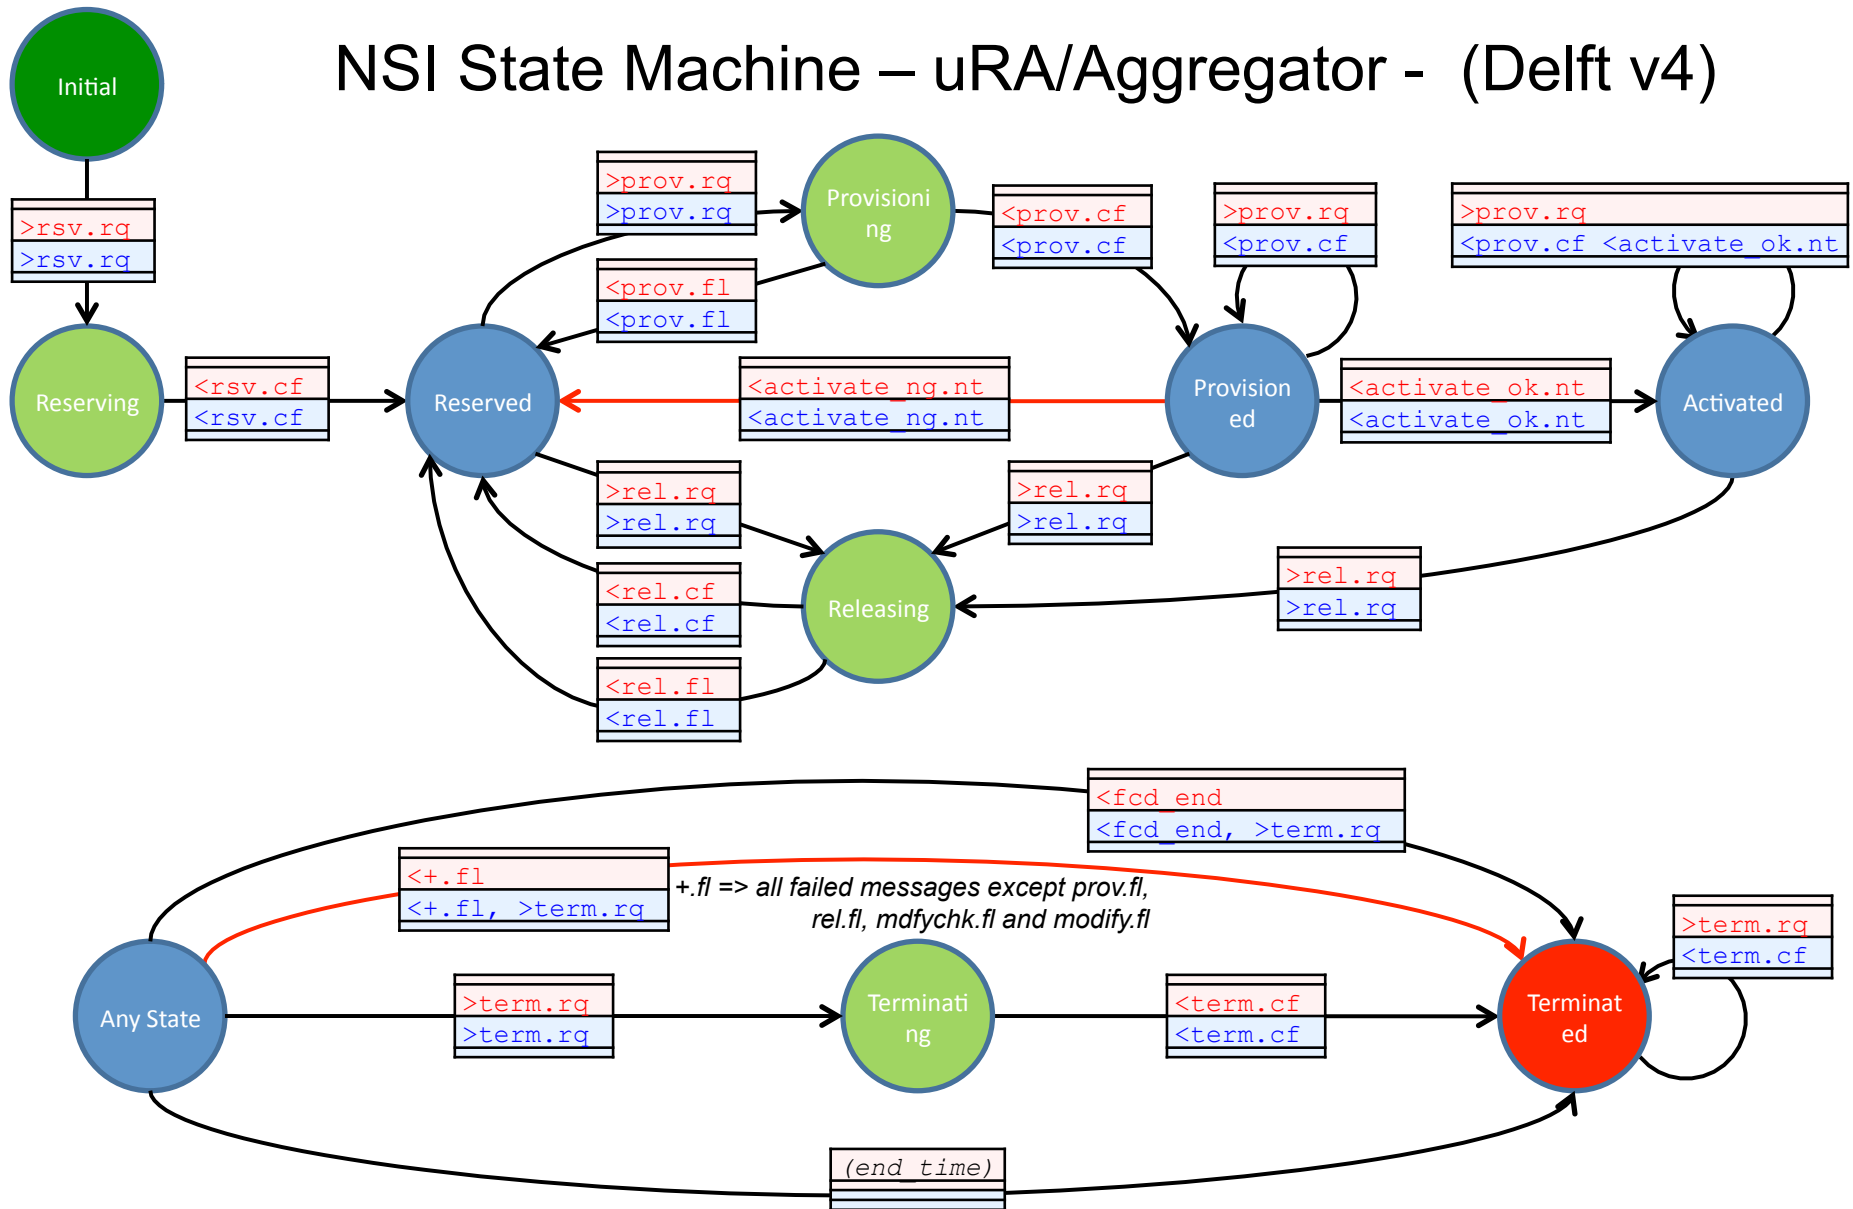 NSI State Machine – uRA/Aggregator - (Delft v4)
Initial
>rsv.rq
>rsv.rq
Reserving
<rsv.cf
<rsv.cf
Reserved
>prov.rq
>prov.rq
<prov.fl
<prov.fl
Provisioni
ng
<prov.cf
<prov.cf
>prov.rq
<prov.cf
>prov.rq
<prov.cf <activate_ok.nt
<activate_ng.nt
<activate_ng.nt
Provision
ed
<activate_ok.nt
<activate_ok.nt
Activated
>rel.rq
>rel.rq
>rel.rq
>rel.rq
>rel.rq
>rel.rq
<rel.cf
<rel.cf
Releasing
<rel.fl
<rel.fl
<fcd_end
<fcd_end, >term.rq
<+.fl
<+.fl, >term.rq
+.fl => all failed messages except prov.fl,
rel.fl, mdfychk.fl and modify.fl
>term.rq
<term.cf
Any State
>term.rq
>term.rq
Terminati
ng
<term.cf
<term.cf
Terminat
ed
(end_time)